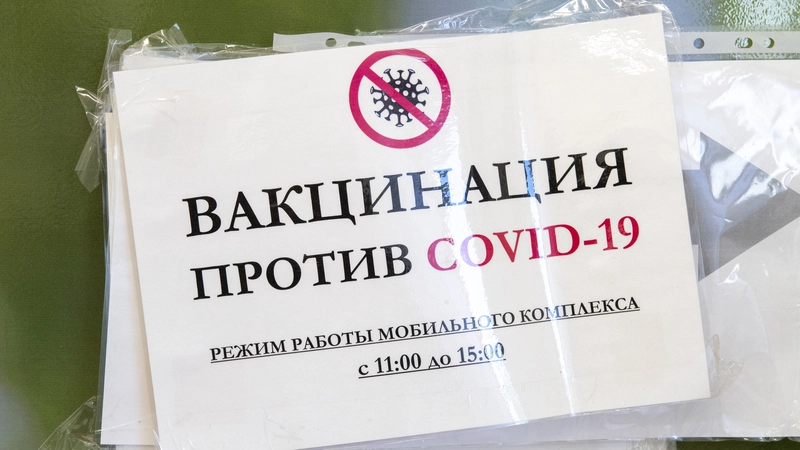 ВАКЦИНАЦИЯ
ПРОТИВ COVID-19
РЕЖИМ РАБОТЫ МОБИЛЬНОГО КОМПЛЕКСА
с 11:00 до 15:00